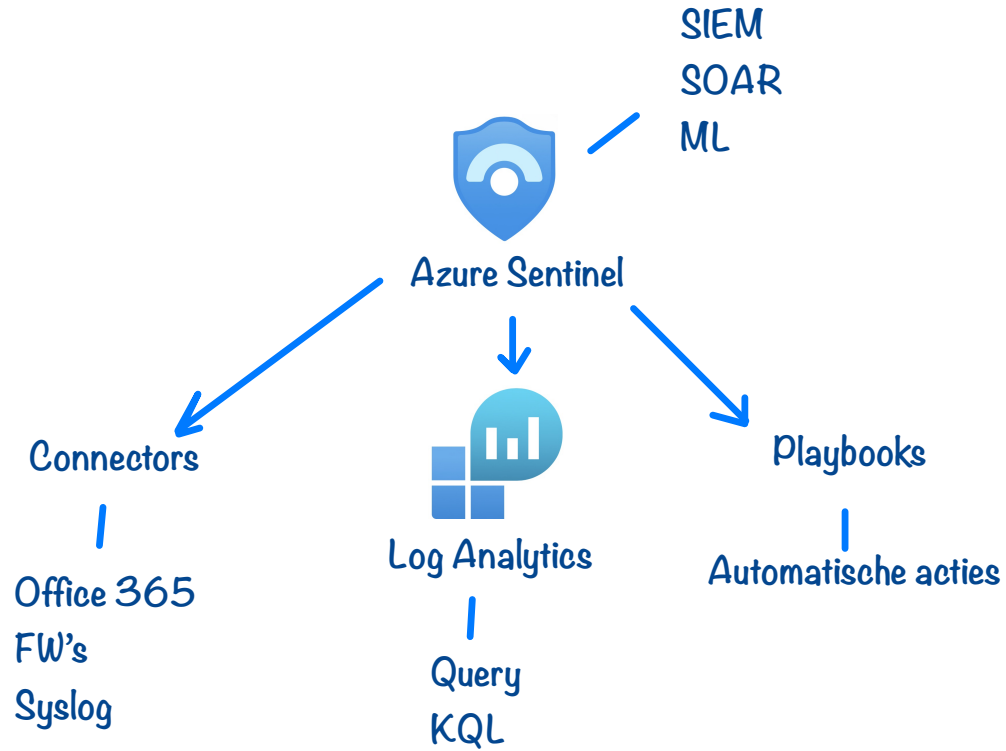 SIEM
SOAR
ML
Azure Sentinel
Connectors
Office 365
FW's
Syslog
Log Analytics
Query
KQL
Playbooks
Automatische acties